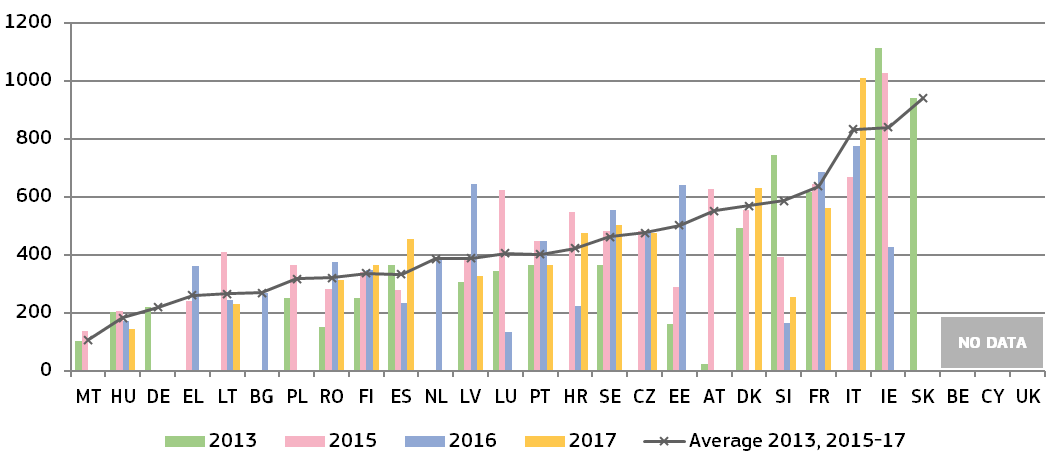 1200
1000
800
600
400
200
0
NO DATA
MT HU DE EL LT BG PL RO FI ES NL LV LU PT HR SE CZ EE AT DK SI FR IT IE SK BE CY UK
2013 2015 2016 2017 Average 2013, 2015-17